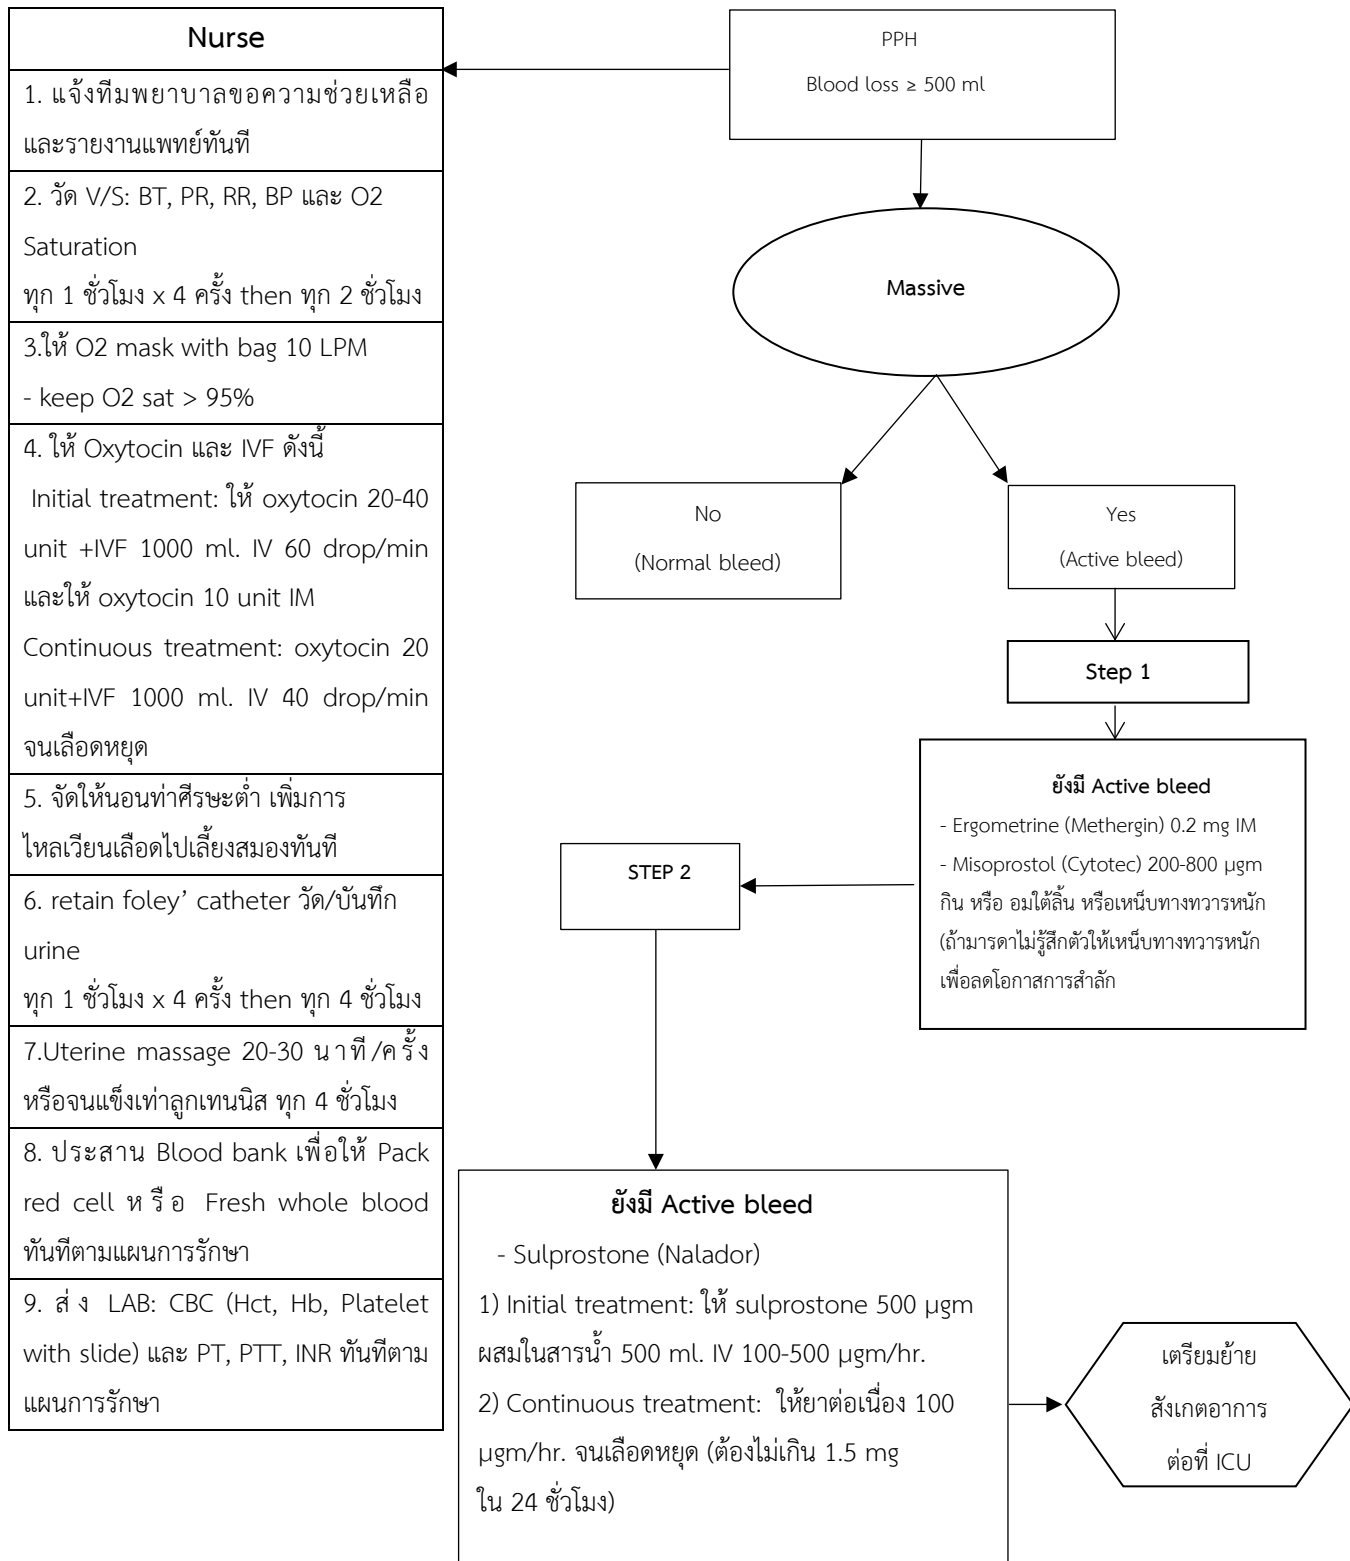 Nurse
1. แจ้งทีมพยาบาลขอความช่วยเหลือ
และรายงานแพทย์ทันที
2. วัด V/S: BT, PR, RR, BP และ O2
Saturation
ทุก 1 ชั่วโมง x 4 ครั้ง then ทุก 2 ชั่วโมง
3.ให้ O2 mask with bag 10 LPM
- keep O2 sat > 95%
4. ให้ Oxytocin และ IVF ดังนี้
Initial treatment: ให้ oxytocin 20-40
unit +IVF 1000 ml. IV 60 drop/min
และให้ oxytocin 10 unit IM
Continuous treatment: oxytocin 20
unit+IVF 1000 ml. IV 40 drop/min
จนเลือดหยุด
5. จัดให้นอนท่าศีรษะต่ำ เพิ่มการ
ไหลเวียนเลือดไปเลี้ยงสมองทันที
6. retain foley' catheter วัด/บันทึก
urine
ทุก 1 ชั่วโมง x 4 ครั้ง then ทุก 4 ชั่วโมง
7.Uterine massage 20-30 นาที/ครั้ง
หรือจนแข็งเท่าลูกเทนนิส ทุก 4 ชั่วโมง
8. ประสาน Blood bank เพื่อให้ Pack
red cell หรือ Fresh whole blood
ทันทีตามแผนการรักษา
9. ส่ง LAB: CBC (Hct, Hb, Platelet
with slide) และ PT, PTT, INR ทันทีตาม
แผนการรักษา
PPH
Blood loss ≥ 500 ml
Massive
No
(Normal bleed)
Yes
(Active bleed)
Step 1
ยังมี Active bleed
- Ergometrine (Methergin) 0.2 mg IM
- Misoprostol (Cytotec) 200-800 µgm
กิน หรือ อมใต้ลิ้น หรือเหน็บทางทวารหนัก
(ถ้ามารดาไม่รู้สึกตัวให้เหน็บทางทวารหนัก
เพื่อลดโอกาสการสำลัก
STEP 2
ยังมี Active bleed
- Sulprostone (Nalador)
1) Initial treatment: ให้ sulprostone 500 µgm
ผสมในสารน้ำ 500 ml. IV 100-500 µgm/hr.
2) Continuous treatment: ให้ยาต่อเนื่อง 100
µgm/hr. จนเลือดหยุด (ต้องไม่เกิน 1.5 mg
ใน 24 ชั่วโมง)
เตรียมย้าย
สังเกตอาการ
ต่อที่ ICU